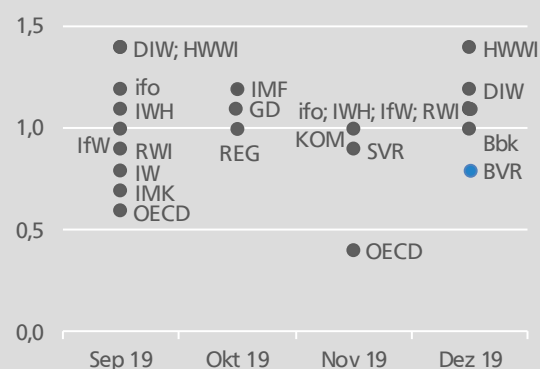 1,5
DIW; HWWI
HWWI
ifo
IMF
DIW
IWH
GD
ifo; IWH; IfW; RWI
1,0
IfW
RWI
REG
KOM
SVR
Bbk
IW
BVR
IMK
OECD
0,5
OECD
0,0
Sep 19 Okt 19 Nov 19 Dez 19